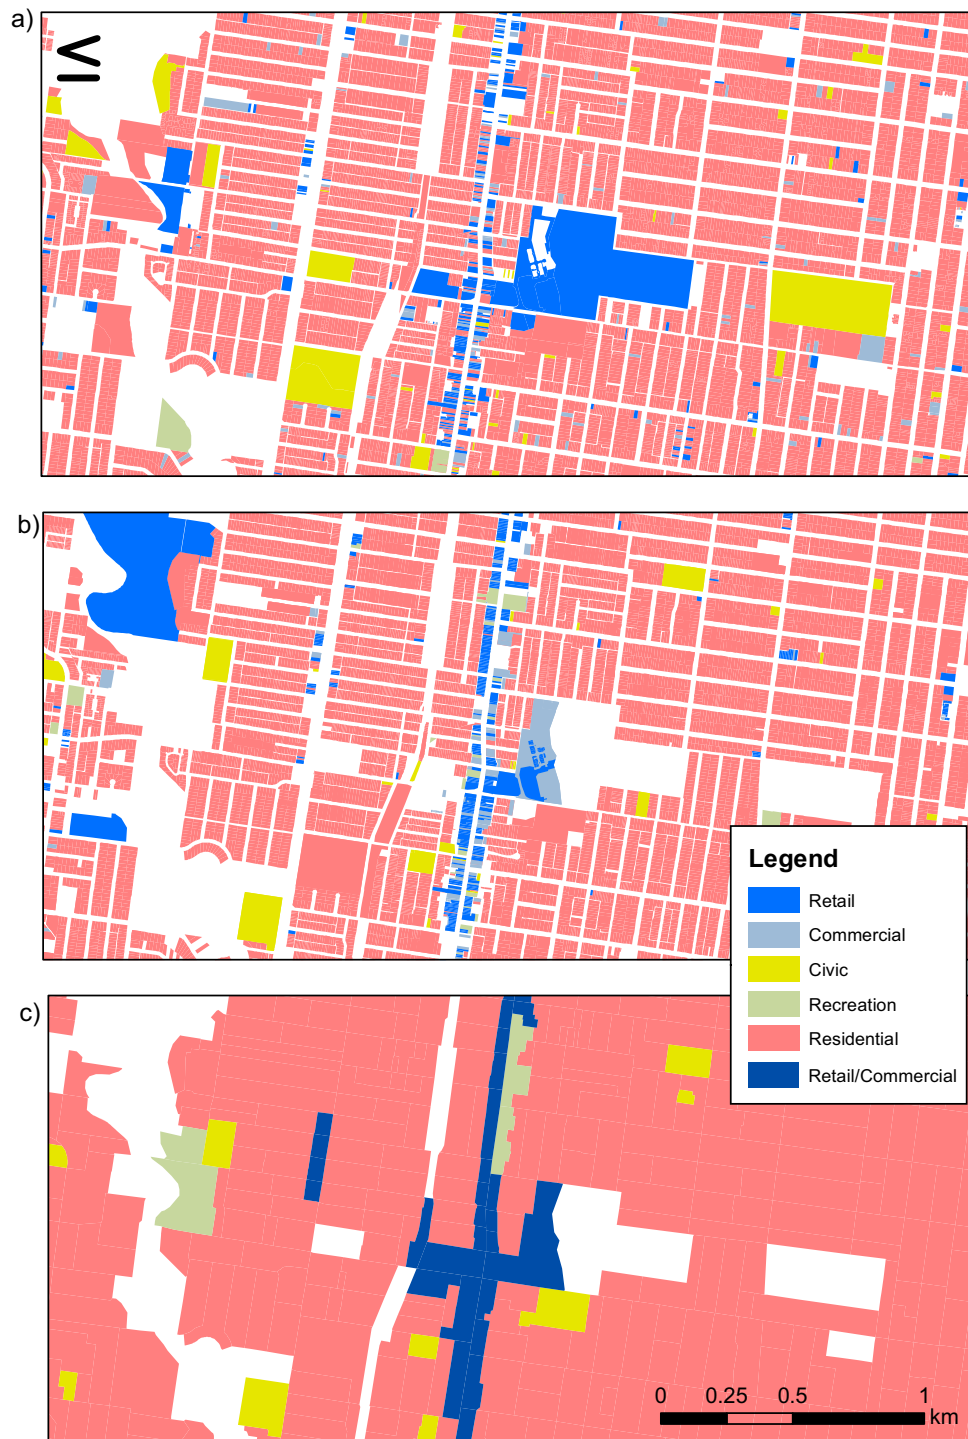 a)
b)
Legend
Retail
Commercial
Civic
Recreation
Residential
Retail/Commercial
c)
0 0.25 0.5 1
km